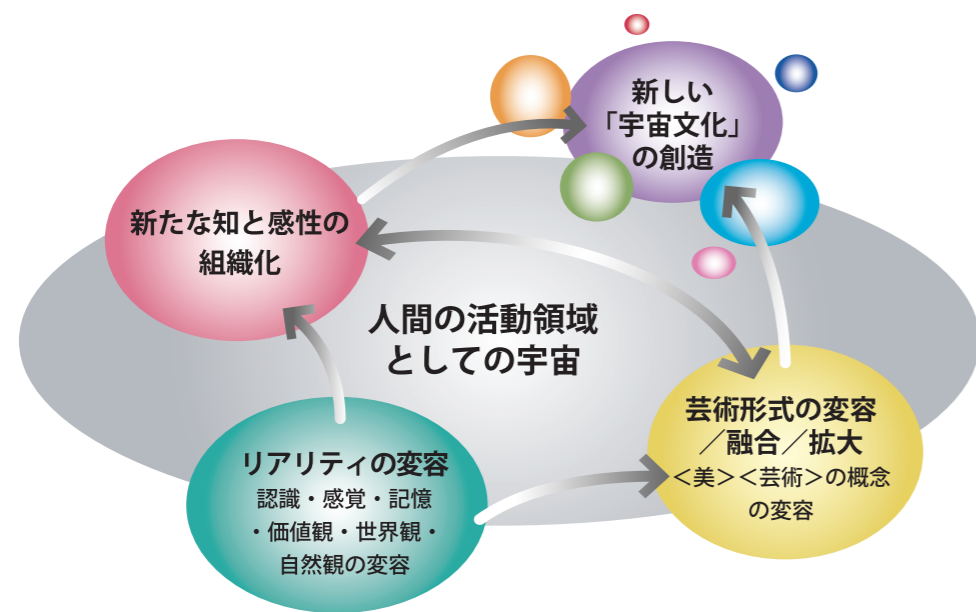 新しい
「宇宙文化」
の創造
新たな知と感性の
組織化
人間の活動領域
としての宇宙
芸術形式の変容
／融合／拡大
＜美＞＜芸術＞の概念
の変容
リアリティの変容
認識・感覚・記憶
・価値観・世界観・
自然観の変容